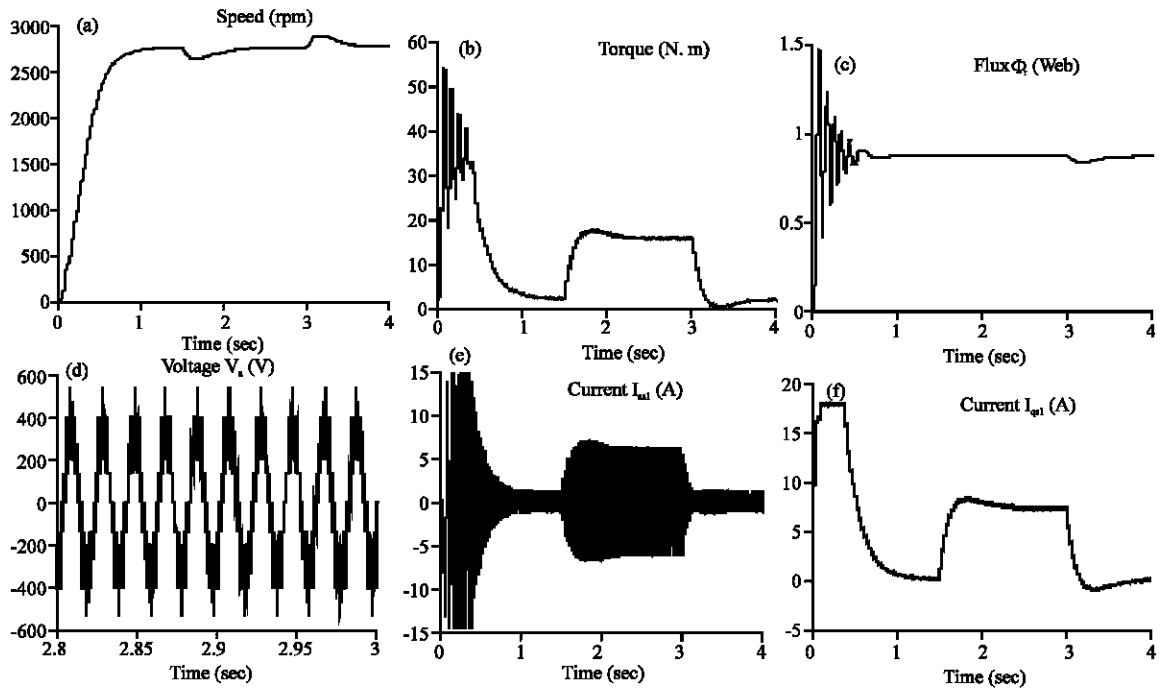 (a)
Speed (rpm)
3000
2500
2000
1500
1000
500
0
0 1 2 3 4
Time (sec)
(b)
Torque (N. m)
60
50
40
30
20
10
0
0 1 2 3 4
Time (sec)
(c)
Flux Φr (Web)
1.5
1
0.5
0
0 1 2 3 4
Time (sec)
(d)
Voltage Va (V)
600
400
200
0
-200
-400
-600
2.8 2.85 2.9 2.95 3
Time (sec)
(e)
Current Isa1 (A)
15
10
5
0
-5
-10
-15
0 1 2 3 4
Time (sec)
(f)
Current Iqs1 (A)
20
15
10
5
0
-5
0 1 2 3 4
Time (sec)